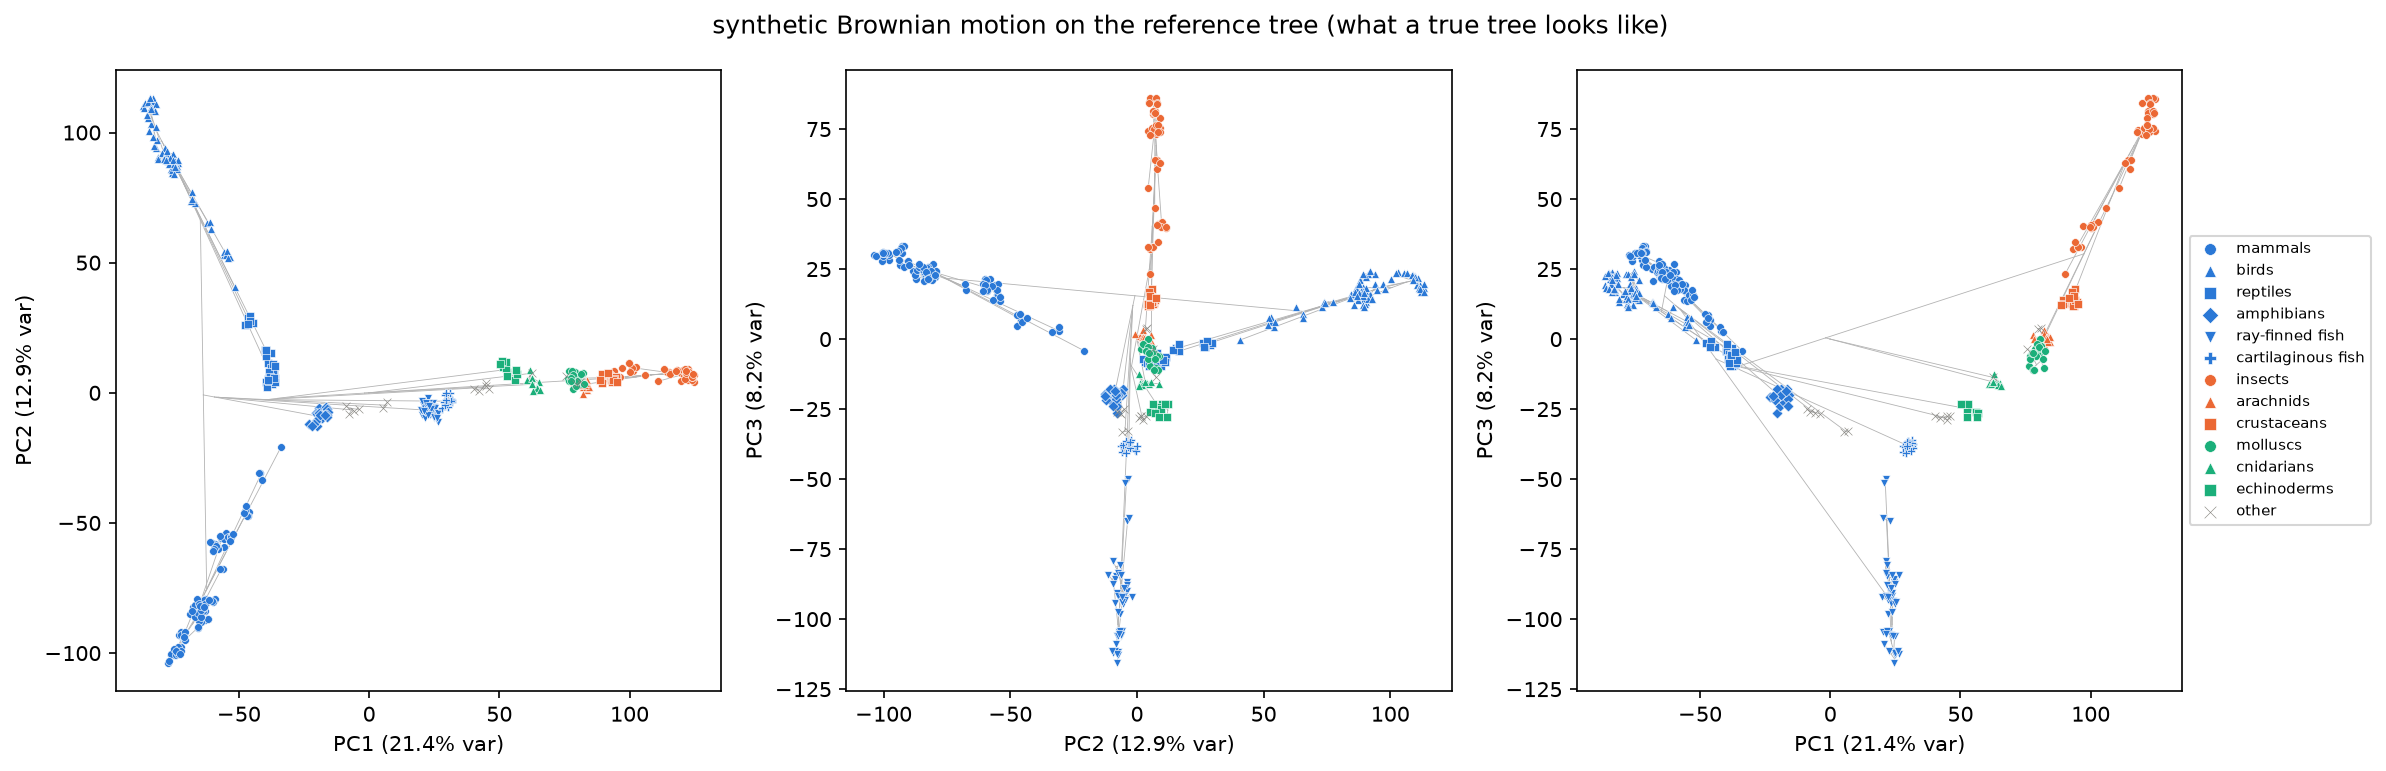 synthetic Brownian motion on the reference tree (what a true tree looks like)
PC2 (12.9% var)
100
50
0
−50
−100
−50
0
50
100
PC1 (21.4% var)
PC3 (8.2% var)
75
50
25
0
−25
−50
−75
−100
−125
−100
−50
0
50
100
PC2 (12.9% var)
PC3 (8.2% var)
75
50
25
0
−25
−50
−75
−100
−125
−50
0
50
100
PC1 (21.4% var)
mammals
birds
reptiles
amphibians
ray-finned fish
cartilaginous fish
insects
arachnids
crustaceans
molluscs
cnidarians
echinoderms
other